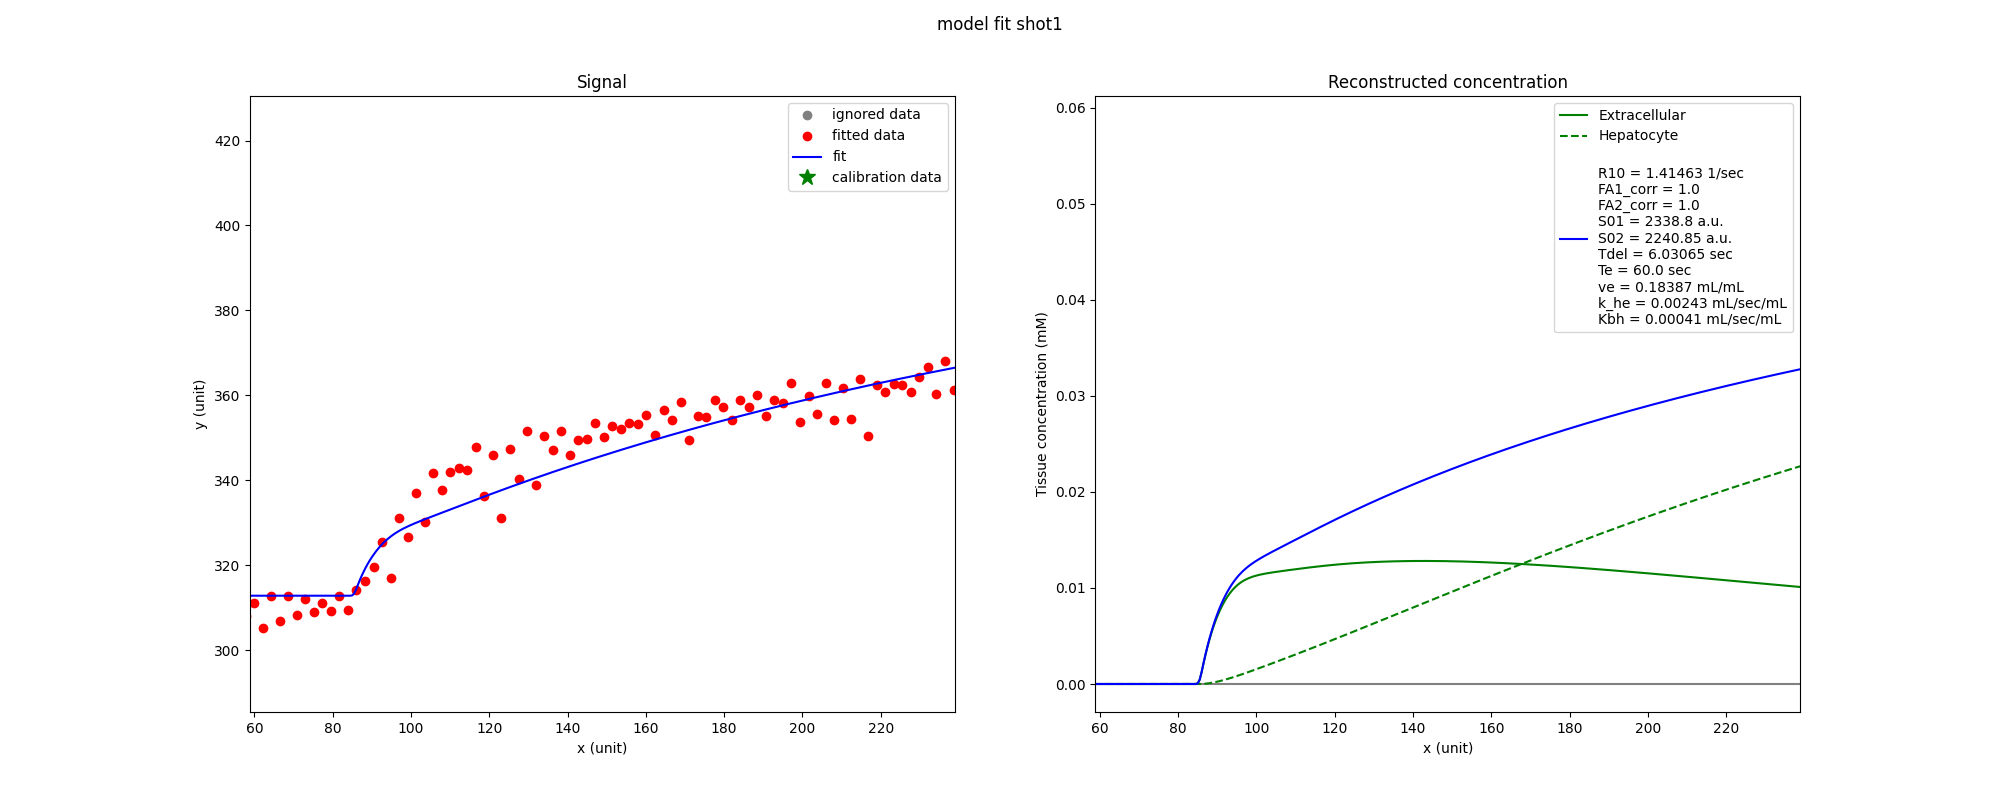 model fit shot1
Signal
420
400
380
360
340
320
300
y (unit)
60 80 100 120 140 160 180 200 220
x (unit)
ignored data
fitted data
fit
calibration data
Reconstructed concentration
0.06
0.05
0.04
0.03
0.02
0.01
0.00
Tissue concentration (mM)
60 80 100 120 140 160 180 200 220
x (unit)
Extracellular
Hepatocyte
R10 = 1.41463 1/sec
FA1_corr = 1.0
FA2_corr = 1.0
S01 = 2338.8 a.u.
S02 = 2240.85 a.u.
Tdel = 6.03065 sec
Te = 60.0 sec
ve = 0.18387 mL/mL
k_he = 0.00243 mL/sec/mL
Kbh = 0.00041 mL/sec/mL